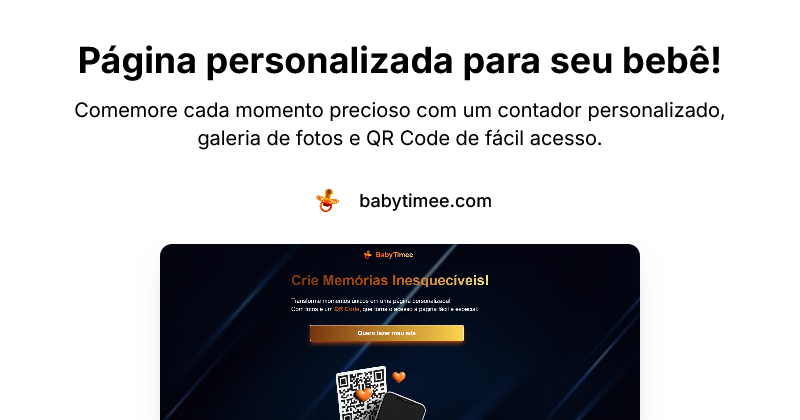 Página personalizada para seu bebê!
Comemore cada momento precioso com um contador personalizado,
galeria de fotos e QR Code de fácil acesso.
babytimee.com
BabyTimee
Crie Memórias Inesquecíveis!
Transforme momentos únicos em uma página personalizada!
Com fotos e um QR Code, que torna o acesso à página fácil e especial.
Quero fazer meu site